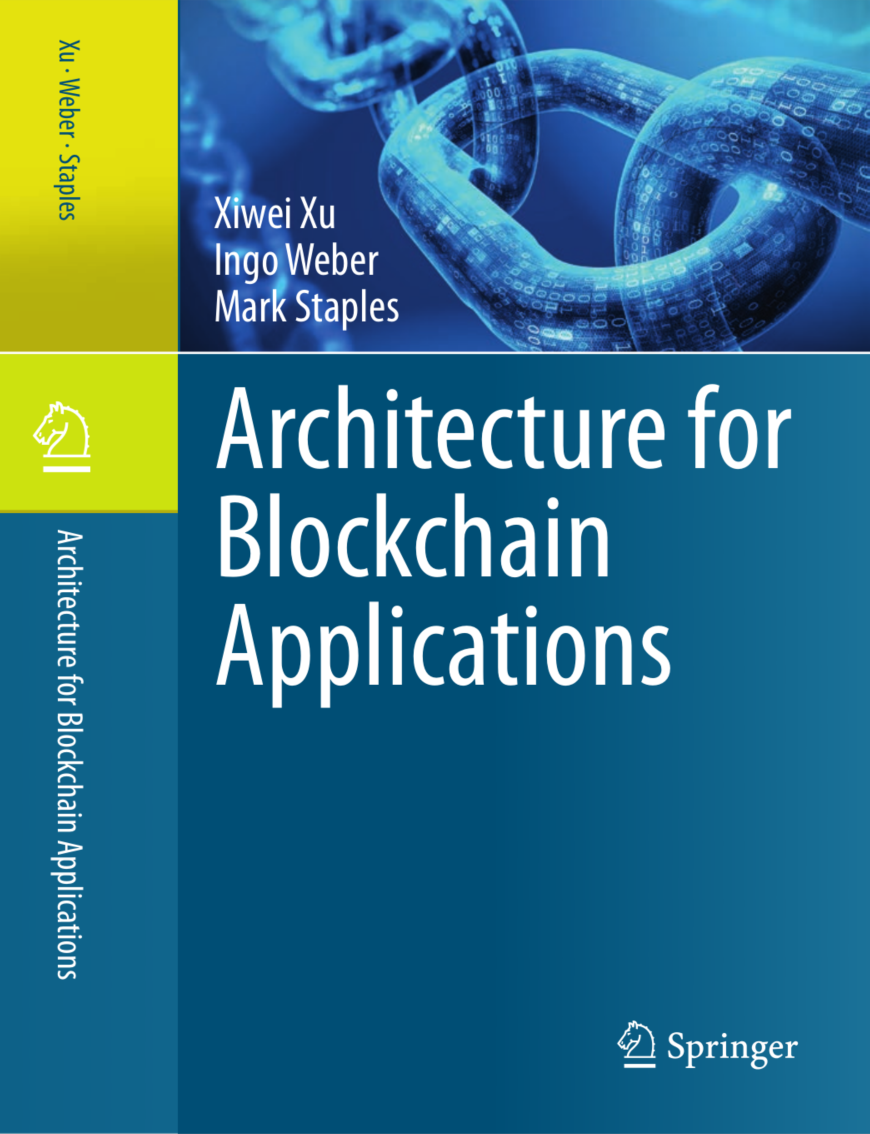 Xu · Weber · Staples
Architecture for Blockchain Applications
Xiwei Xu
Ingo Weber
Mark Staples
Architecture for
Blockchain
Applications
Springer